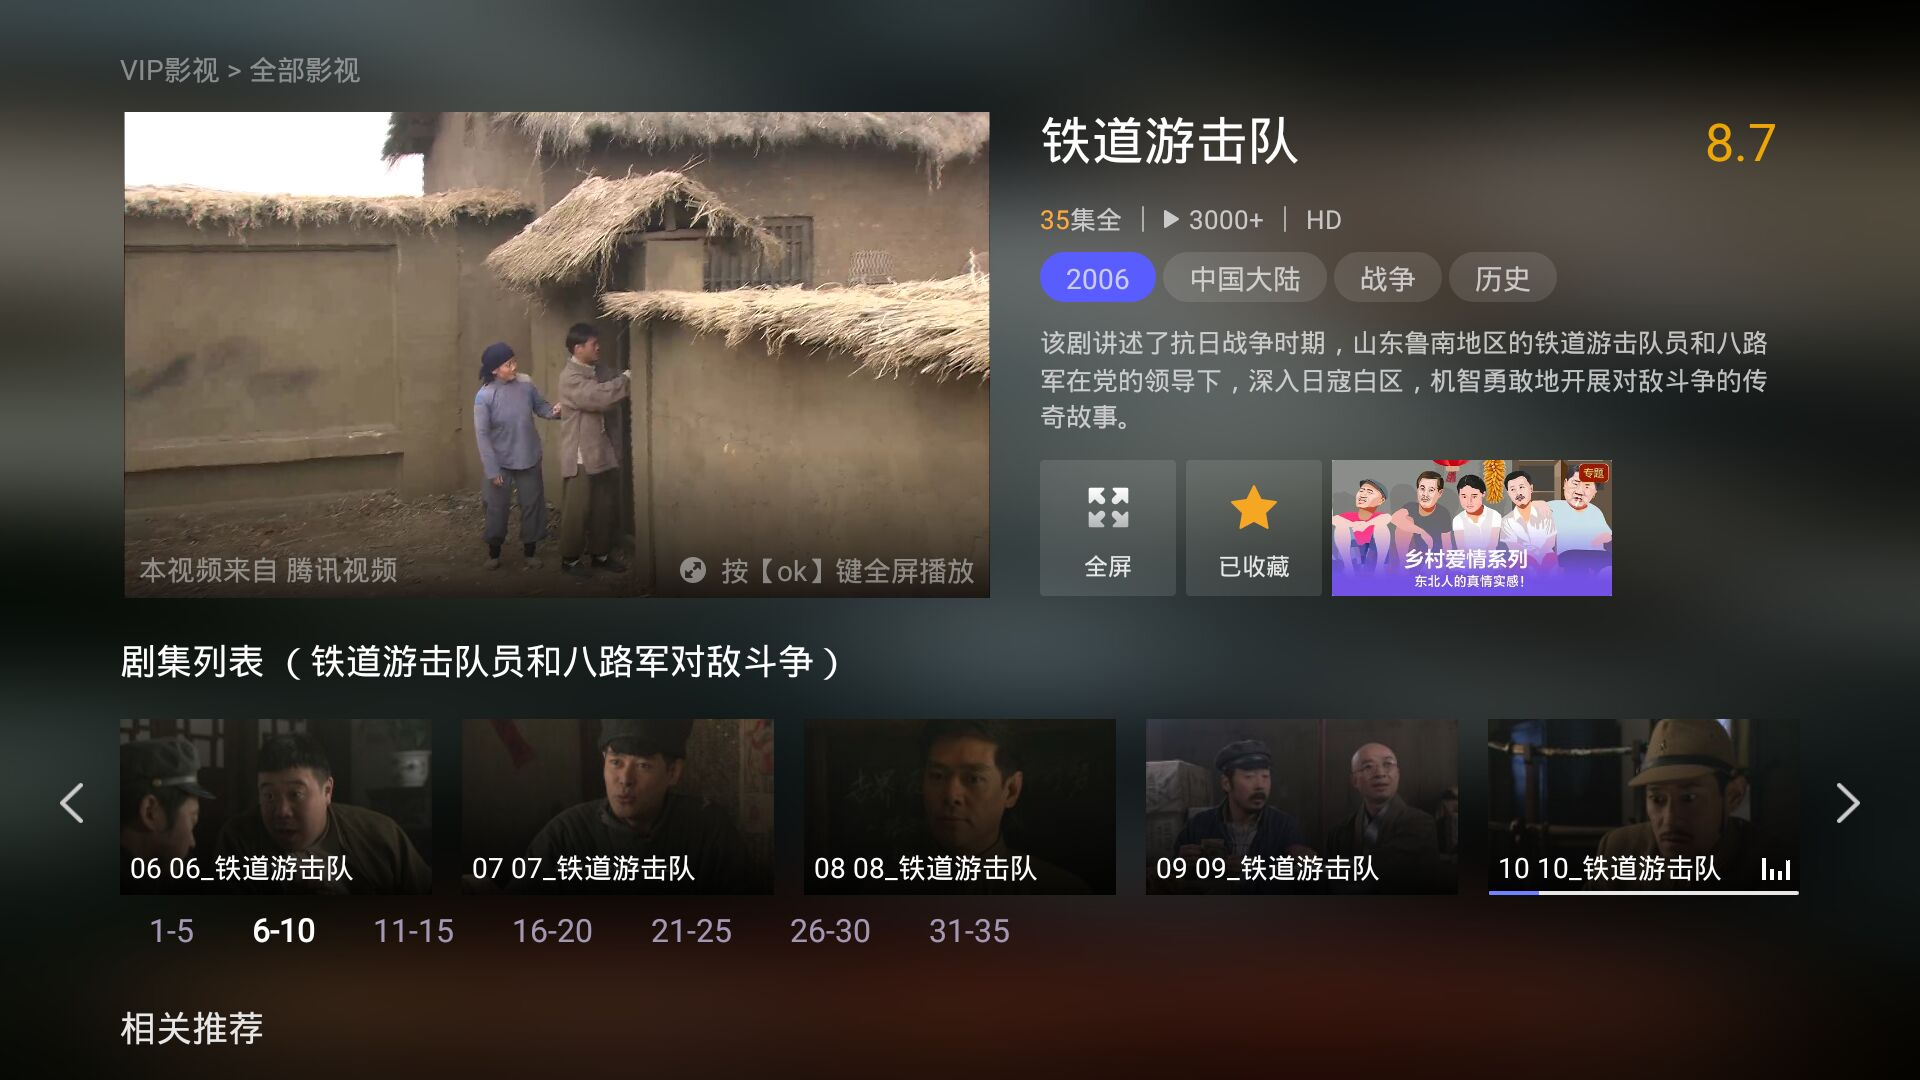 VIP影视 > 全部影视
铁道游击队
8.7
35集全 | 3000+ | HD
2006 中国大陆 战争 历史
该剧讲述了抗日战争时期，山东鲁南地区的铁道游击队员和八路
军在党的领导下，深入日寇白区，机智勇敢地开展对敌斗争的传
奇故事。
本视频来自 腾讯视频
按【ok】键全屏播放
全屏
已收藏
专题
乡村爱情系列
东北人的真情实感！
剧集列表 （铁道游击队员和八路军对敌斗争）
06 06_铁道游击队
07 07_铁道游击队
08 08_铁道游击队
09 09_铁道游击队
10 10_铁道游击队
1-5 6-10 11-15 16-20 21-25 26-30 31-35
相关推荐